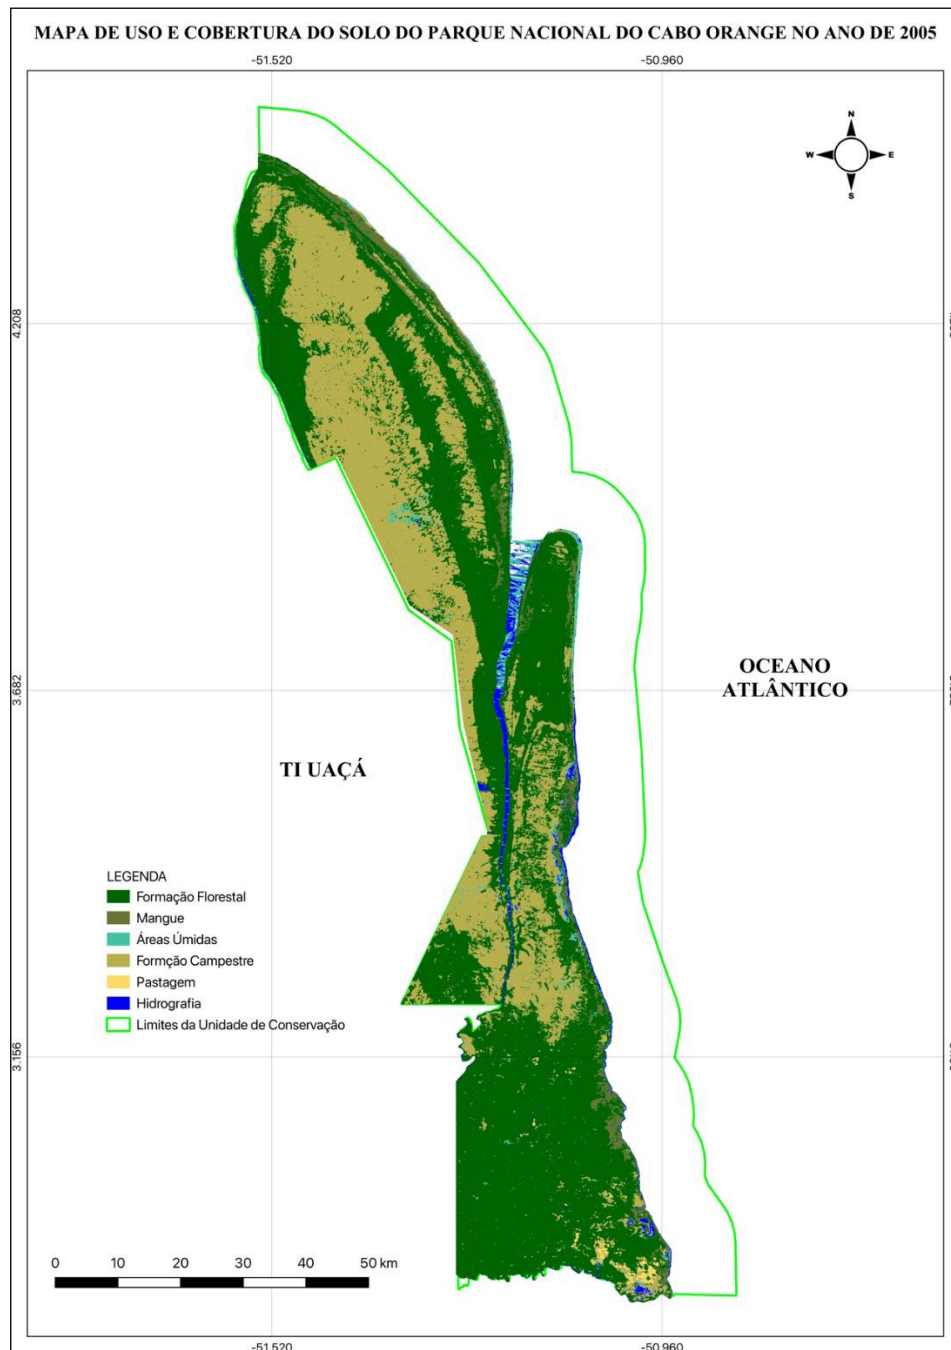 MAPA DE USO E COBERTURA DO SOLO DO PARQUE NACIONAL DO CABO ORANGE NO ANO DE 2005
-51.520 -50.960
N
W E
S
4.208
OCEANO
ATLÂNTICO
3.682
TI UAÇÁ
LEGENDA
Formação Florestal
Mangue
Áreas Úmidas
Formção Campestre
Pastagem
Hidrografia
Limites da Unidade de Conservação
3.156
0 10 20 30 40 50 km
-51.520 -50.960